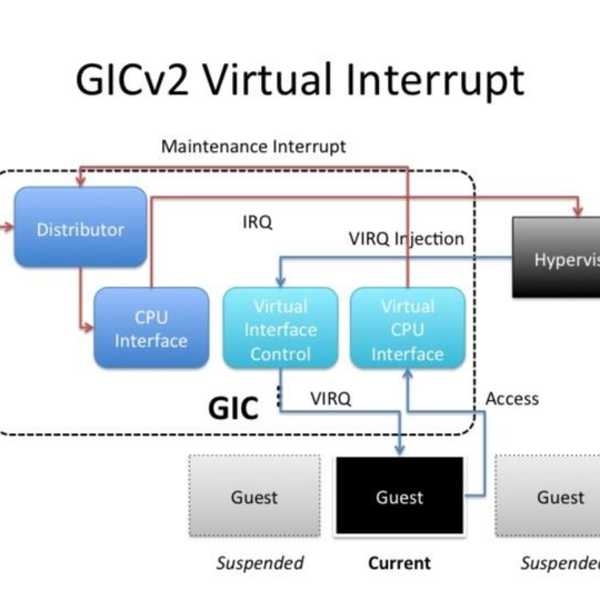 GICv2 Virtual Interrupt
Maintenance Interrupt
Distributor
IRQ
VIRQ Injection
Hypervis
CPU
Interface
Virtual
Interface
Control
Virtual
CPU
Interface
GIC
VIRQ
Access
Guest
Guest
Guest
Suspended
Current
Suspende